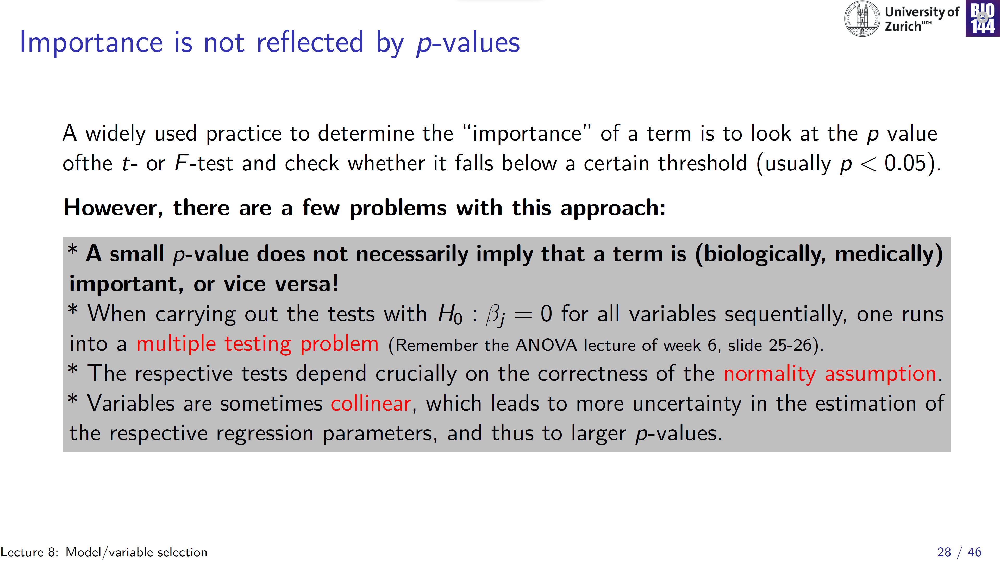 University of
Zurich UZH
BIO
144
Importance is not reflected by p-values
A widely used practice to determine the “importance” of a term is to look at the p value
ofthe t- or F-test and check whether it falls below a certain threshold (usually p < 0.05).
However, there are a few problems with this approach:
* A small p-value does not necessarily imply that a term is (biologically, medically)
important, or vice versa!
* When carrying out the tests with H₀ : βⱼ = 0 for all variables sequentially, one runs
into a multiple testing problem (Remember the ANOVA lecture of week 6, slide 25-26).
* The respective tests depend crucially on the correctness of the normality assumption.
* Variables are sometimes collinear, which leads to more uncertainty in the estimation of
the respective regression parameters, and thus to larger p-values.
Lecture 8: Model/variable selection
28 / 46